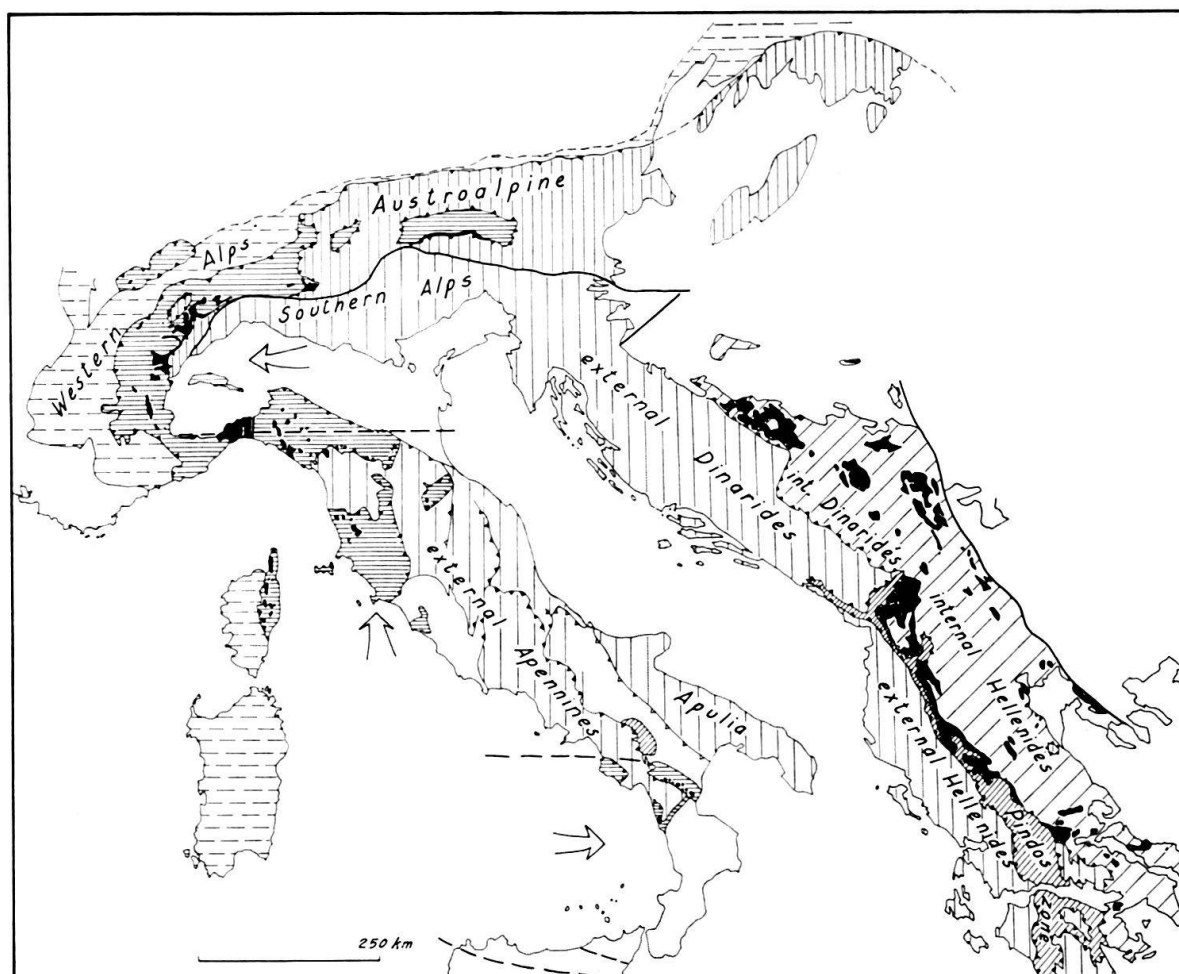 Austroalpine
Western Alps
Southern Alps
external Dinarides
int. Dinarides
internal Hellenides
external Apennines
Apulia
external Hellenides
Pindos Zone
250 km